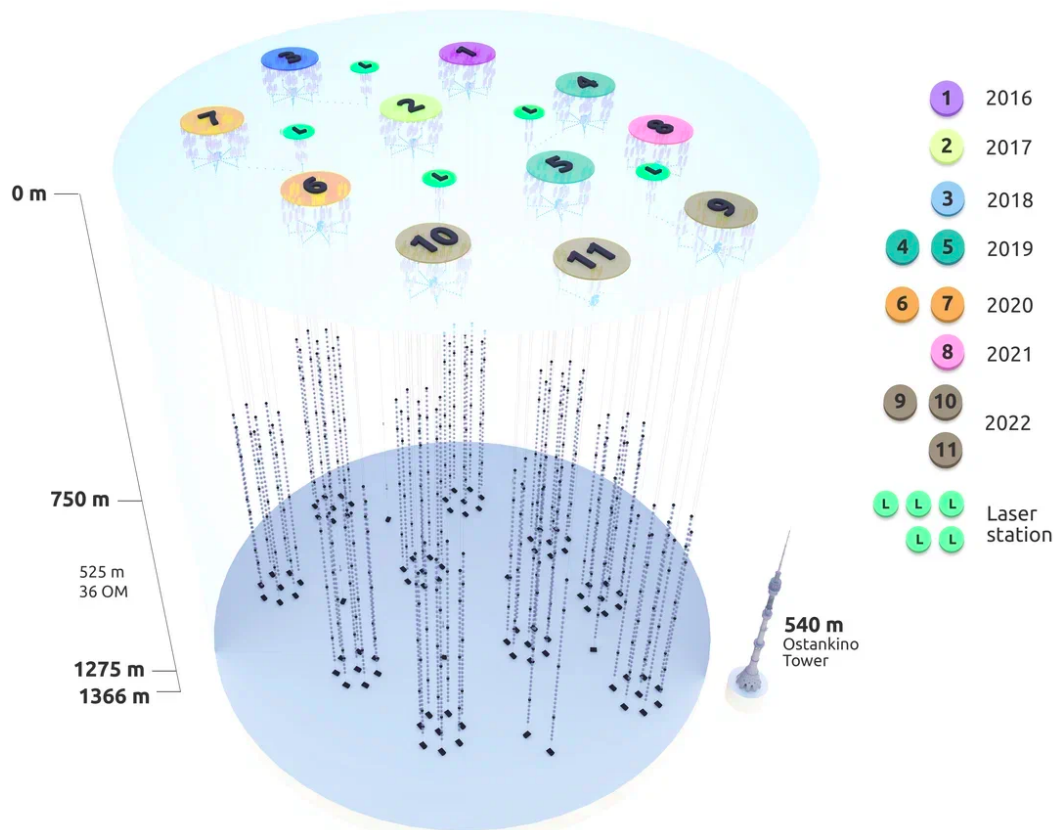 3
1
L
4
2
7
L
8
L
5
L
6
L
9
10
11
0 m
750 m
525 m
36 OM
1275 m
1366 m
540 m
Ostankino
Tower
1 2016
2 2017
3 2018
4 5 2019
6 7 2020
8 2021
9 10
2022
11
L L L
L L
Laser
station